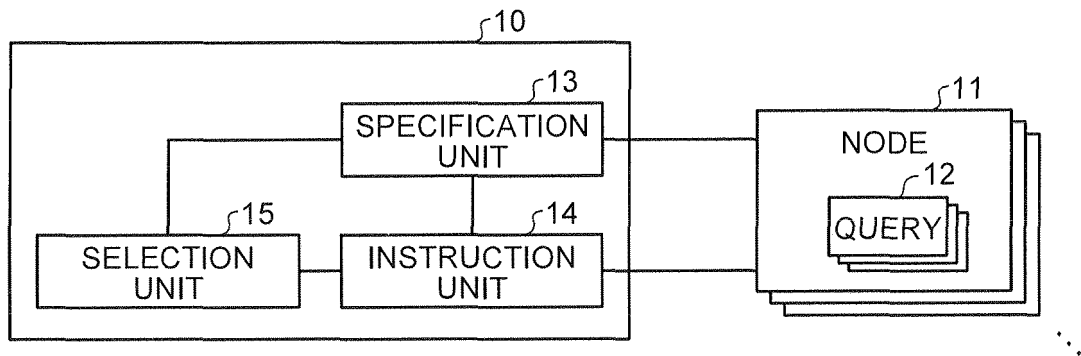 10
13
SPECIFICATION
UNIT
11
NODE
12
QUERY
15
SELECTION
UNIT
14
INSTRUCTION
UNIT